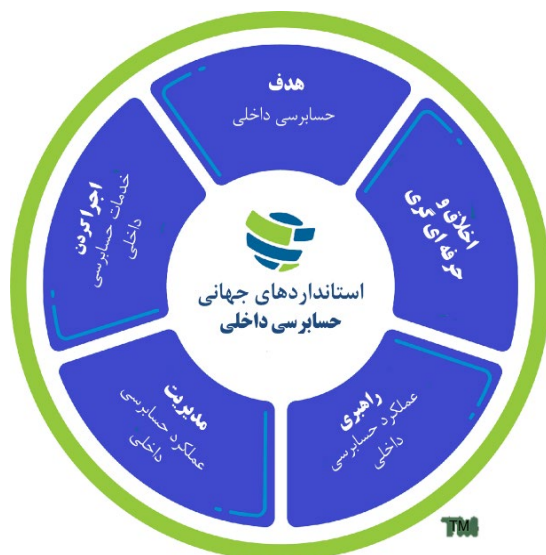 هدف
حسابرسی داخلی
اخلاق و
حرفه ای گری
راهبری
عملکرد حسابرسی
داخلی
مدیریت
عملکرد حسابرسی
داخلی
اجرا کردن
خدمات حسابرسی
داخلی
استانداردهای جهانی
حسابرسی داخلی
TM